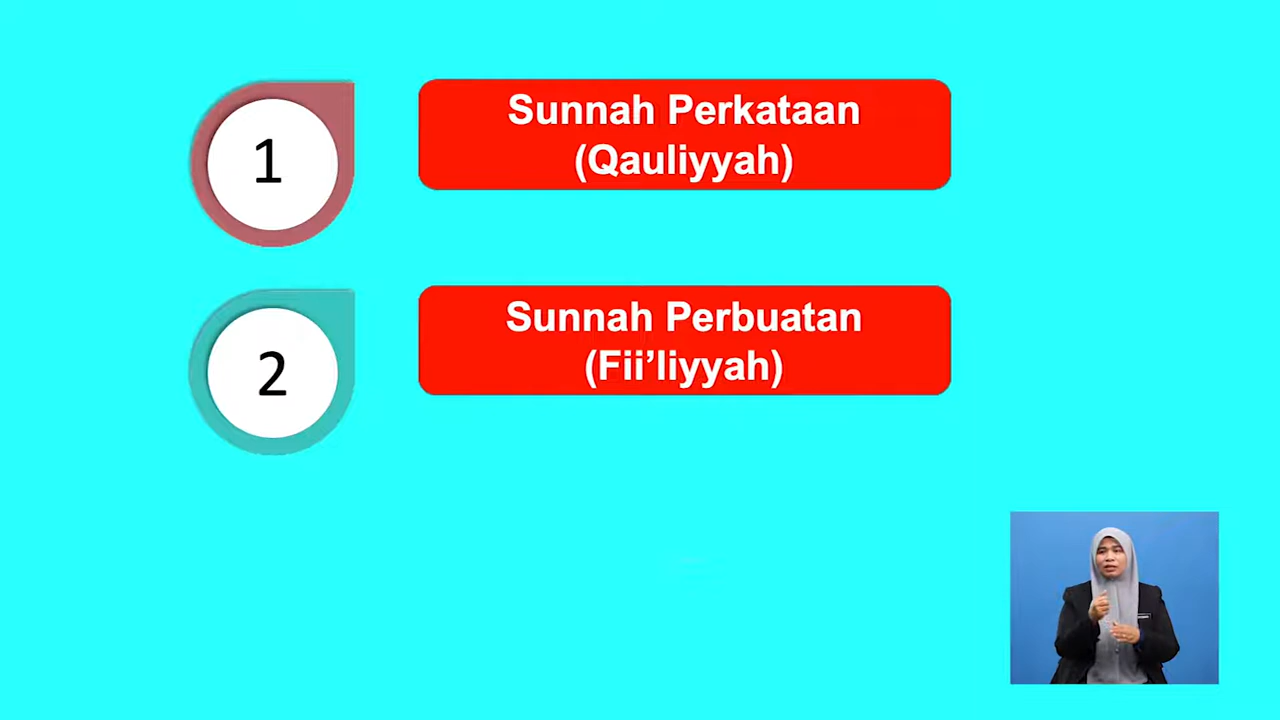 1
Sunnah Perkataan
(Qauliyyah)
2
Sunnah Perbuatan
(Fii’liyyah)